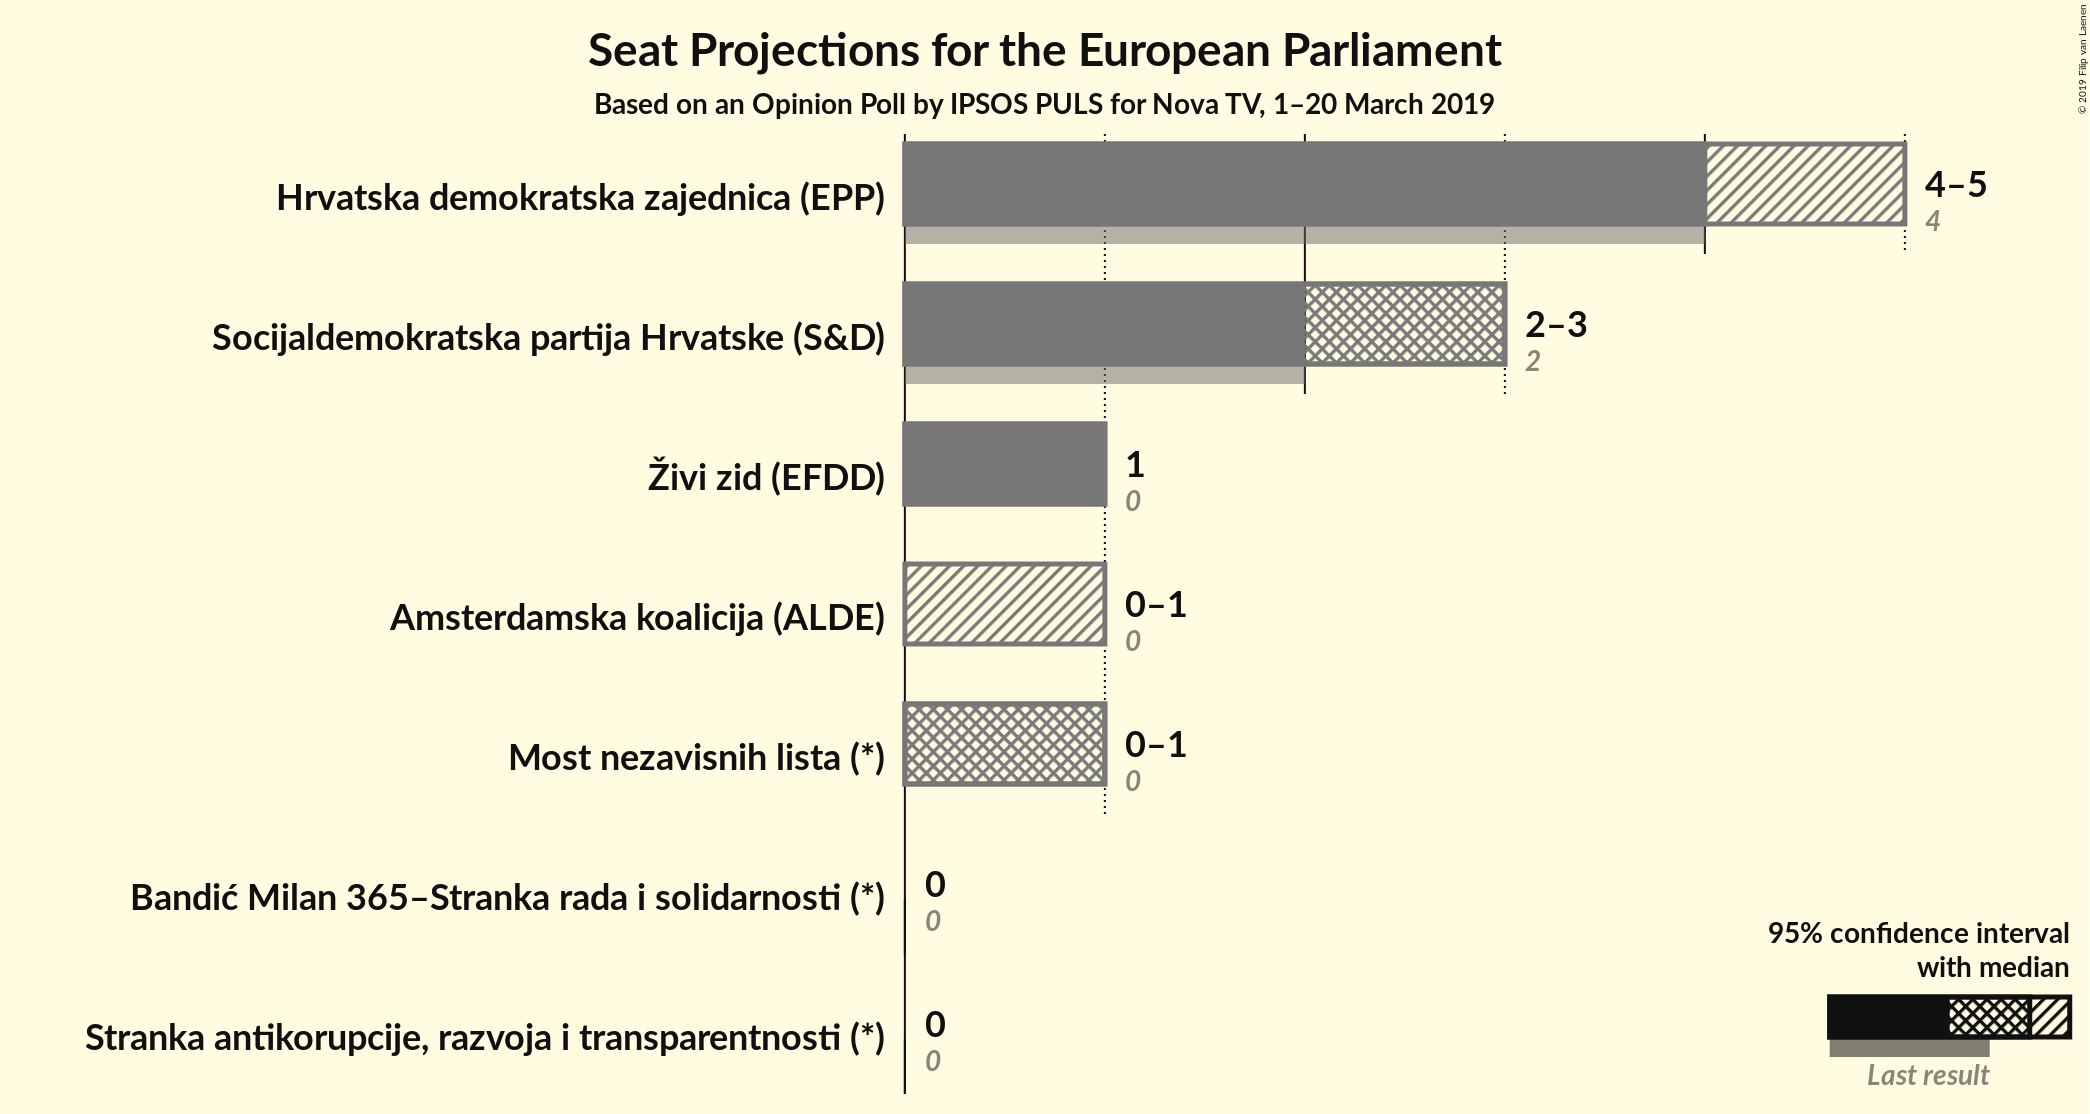 Seat Projections for the European Parliament
Based on an Opinion Poll by IPSOS PULS for Nova TV, 1–20 March 2019
© 2019 Filip van Laenen
Hrvatska demokratska zajednica (EPP)
4–5
4
Socijaldemokratska partija Hrvatske (S&D)
2–3
2
Živi zid (EFDD)
1
0
Amsterdamska koalicija (ALDE)
0–1
0
Most nezavisnih lista (*)
0–1
0
Bandić Milan 365–Stranka rada i solidarnosti (*)
0
0
Stranka antikorupcije, razvoja i transparentnosti (*)
0
0
95% confidence interval
with median
Last result